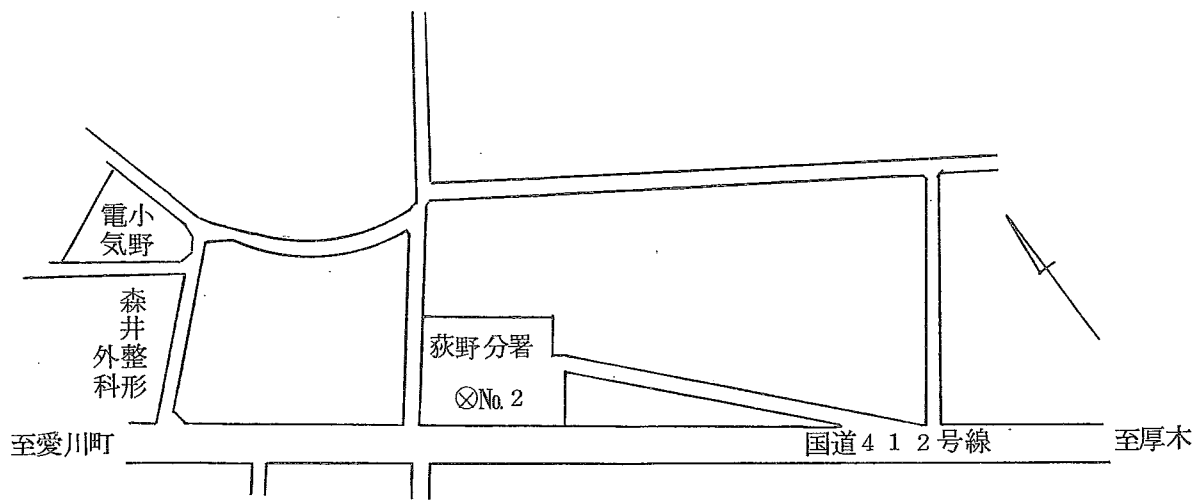 小野
電気
森井
整形
外科
荻野分署
⊗No. 2
至愛川町
国道412号線
至厚木